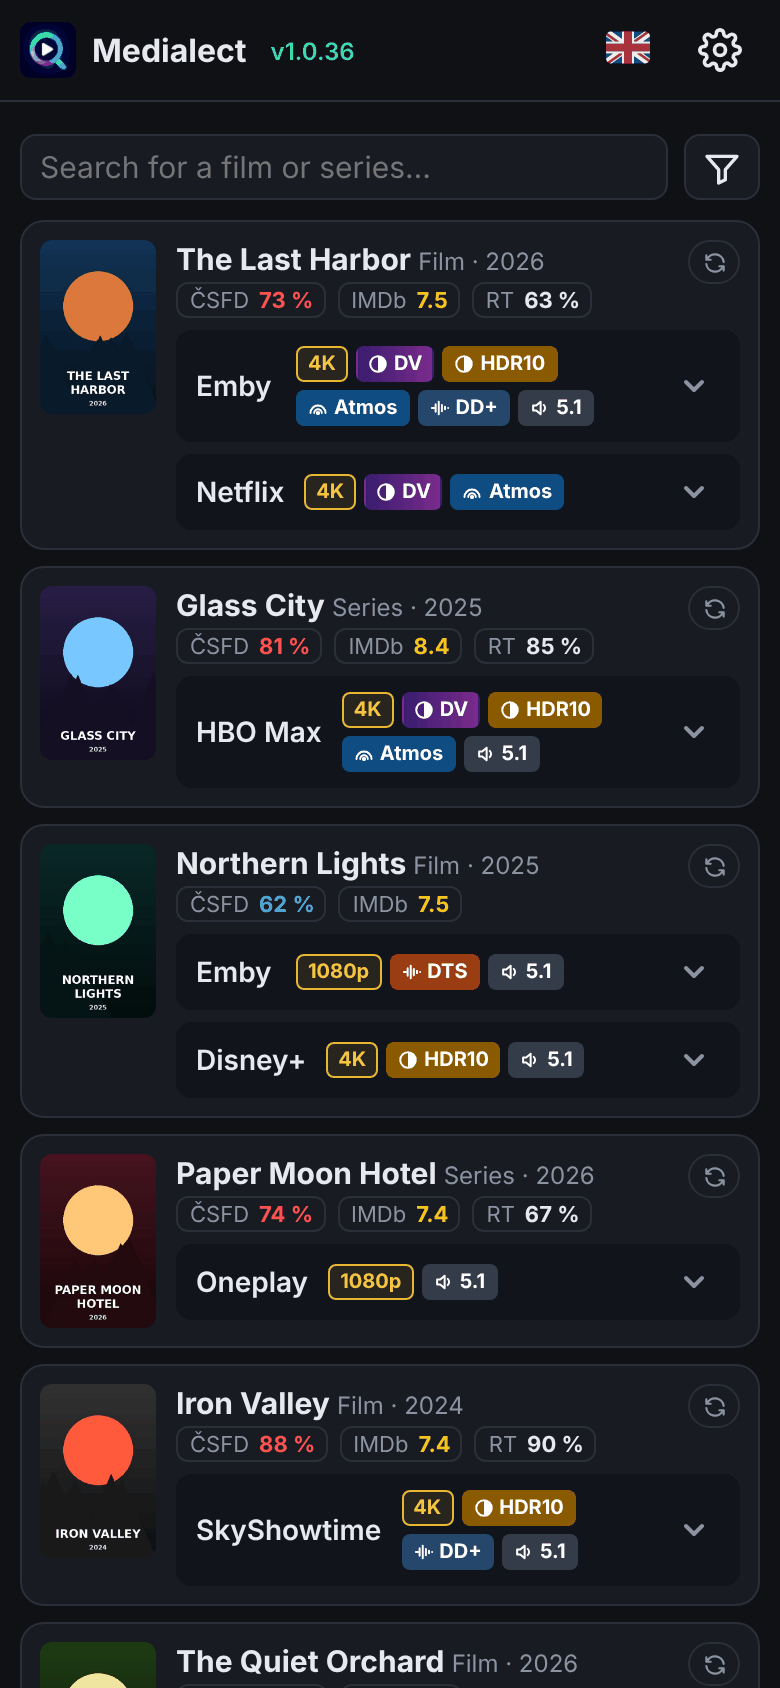 Medialect v1.0.36
Search for a film or series...
The Last Harbor Film · 2026
ČSFD 73 % IMDb 7.5 RT 63 %
THE LAST
HARBOR
2026
Emby 4K DV HDR10
Atmos DD+ 5.1
Netflix 4K DV Atmos
Glass City Series · 2025
ČSFD 81 % IMDb 8.4 RT 85 %
GLASS CITY
2025
HBO Max 4K DV HDR10
Atmos 5.1
Northern Lights Film · 2025
ČSFD 62 % IMDb 7.5
NORTHERN
LIGHTS
2025
Emby 1080p DTS 5.1
Disney+ 4K HDR10 5.1
Paper Moon Hotel Series · 2026
ČSFD 74 % IMDb 7.4 RT 67 %
PAPER MOON
HOTEL
2026
Oneplay 1080p 5.1
Iron Valley Film · 2024
ČSFD 88 % IMDb 7.4 RT 90 %
IRON VALLEY
2024
SkyShowtime 4K HDR10
DD+ 5.1
The Quiet Orchard Film · 2026